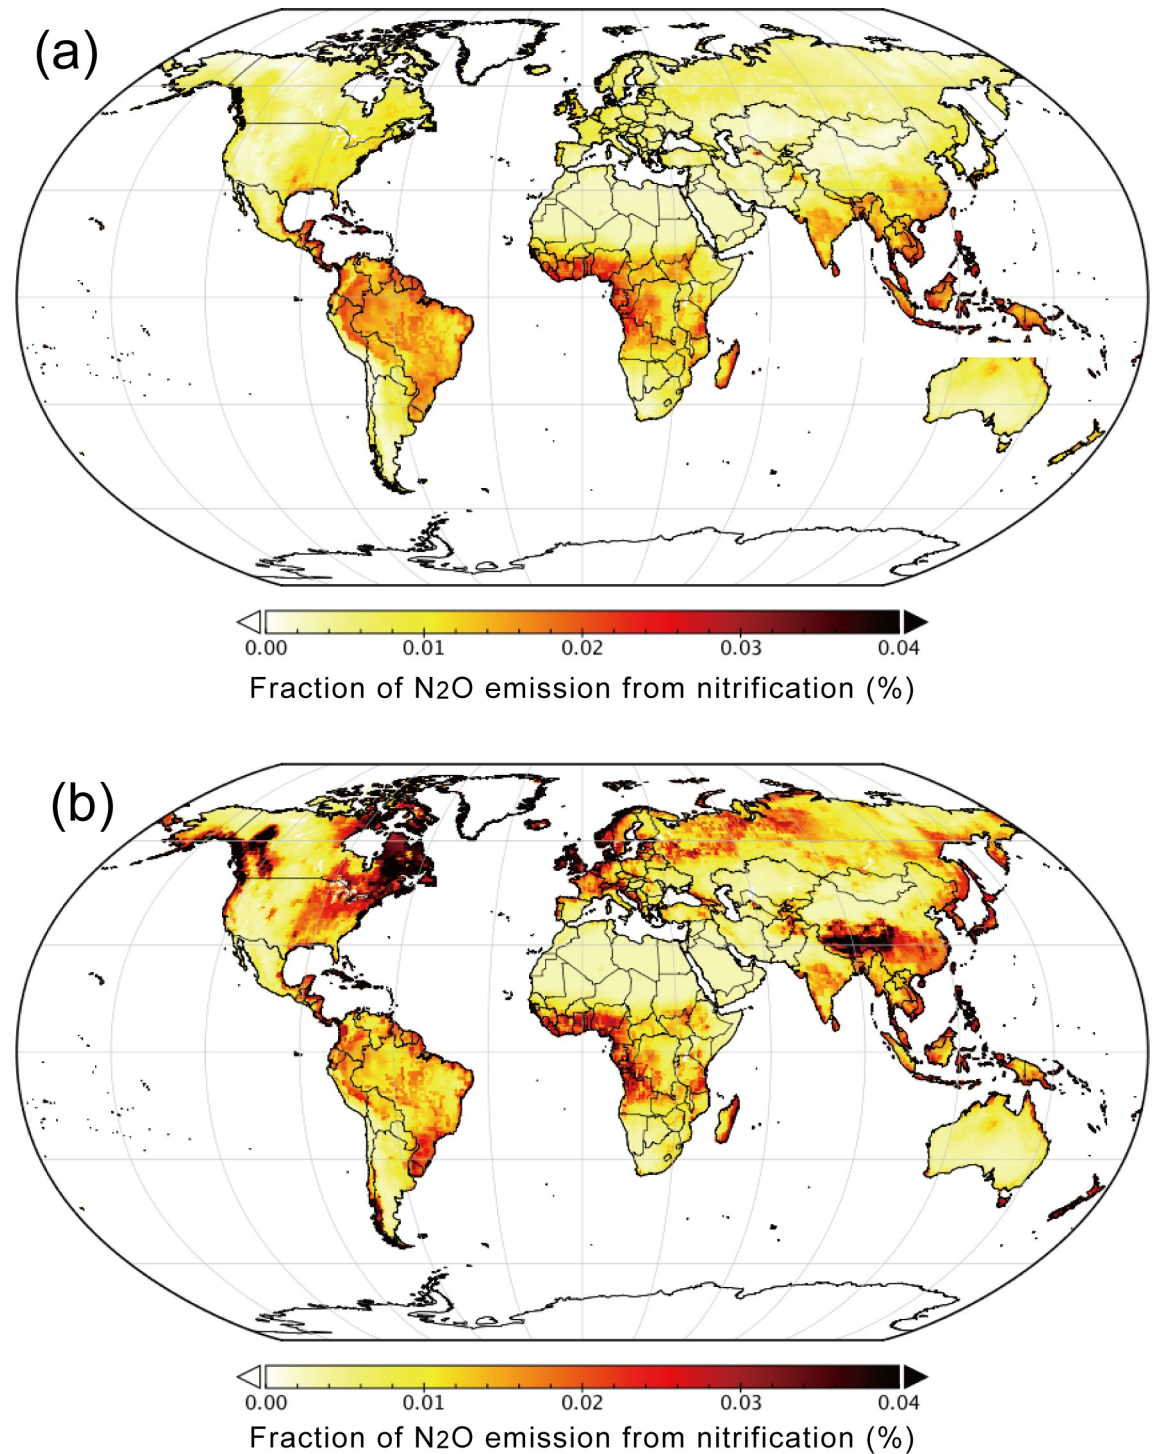 (a)
0.00 0.01 0.02 0.03 0.04
Fraction of N2O emission from nitrification (%)
(b)
0.00 0.01 0.02 0.03 0.04
Fraction of N2O emission from nitrification (%)